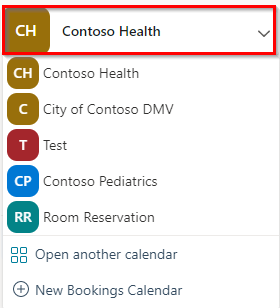 CH Contoso Health
CH Contoso Health
C City of Contoso DMV
T Test
CP Contoso Pediatrics
RR Room Reservation
Open another calendar
New Bookings Calendar